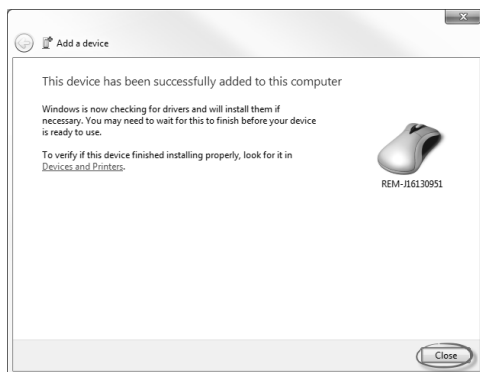 Add a device
This device has been successfully added to this computer
Windows is now checking for drivers and will install them if
necessary. You may need to wait for this to finish before your device
is ready to use.
To verify if this device finished installing properly, look for it in
Devices and Printers.
REM-J16130951
Close